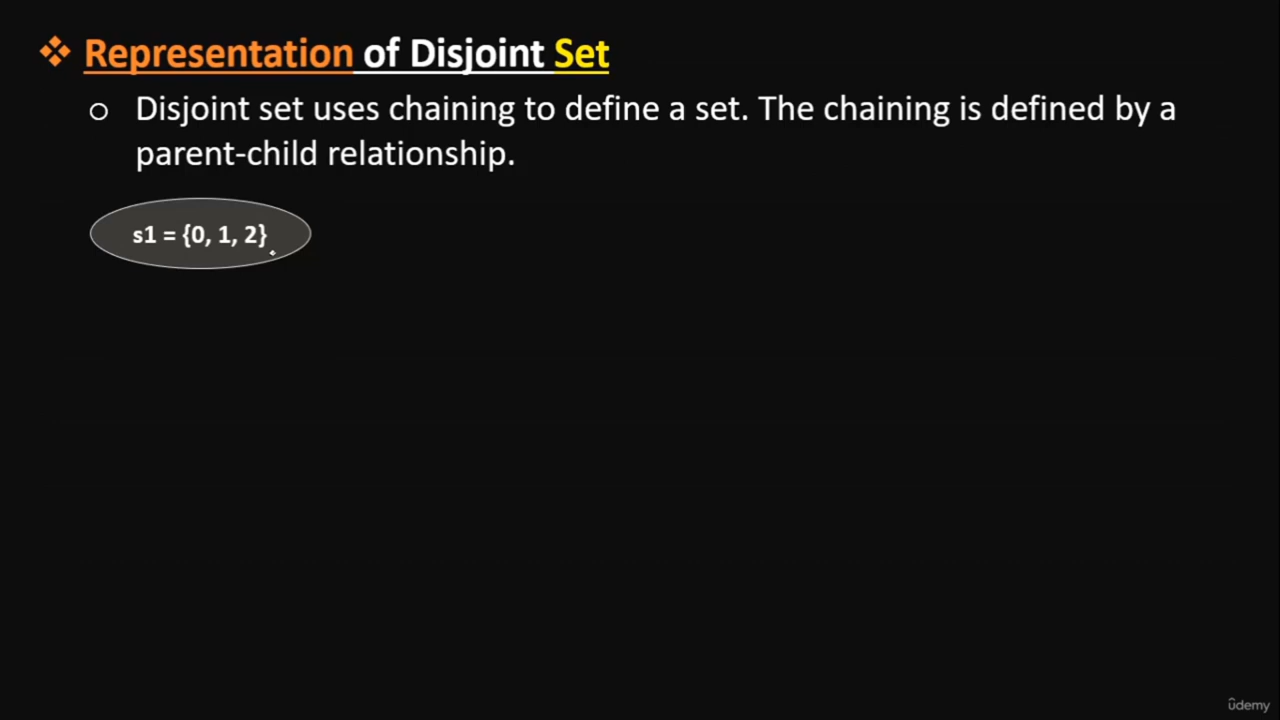 ❖ Representation of Disjoint Set
o Disjoint set uses chaining to define a set. The chaining is defined by a
parent-child relationship.
s1 = {0, 1, 2}
ûdemy